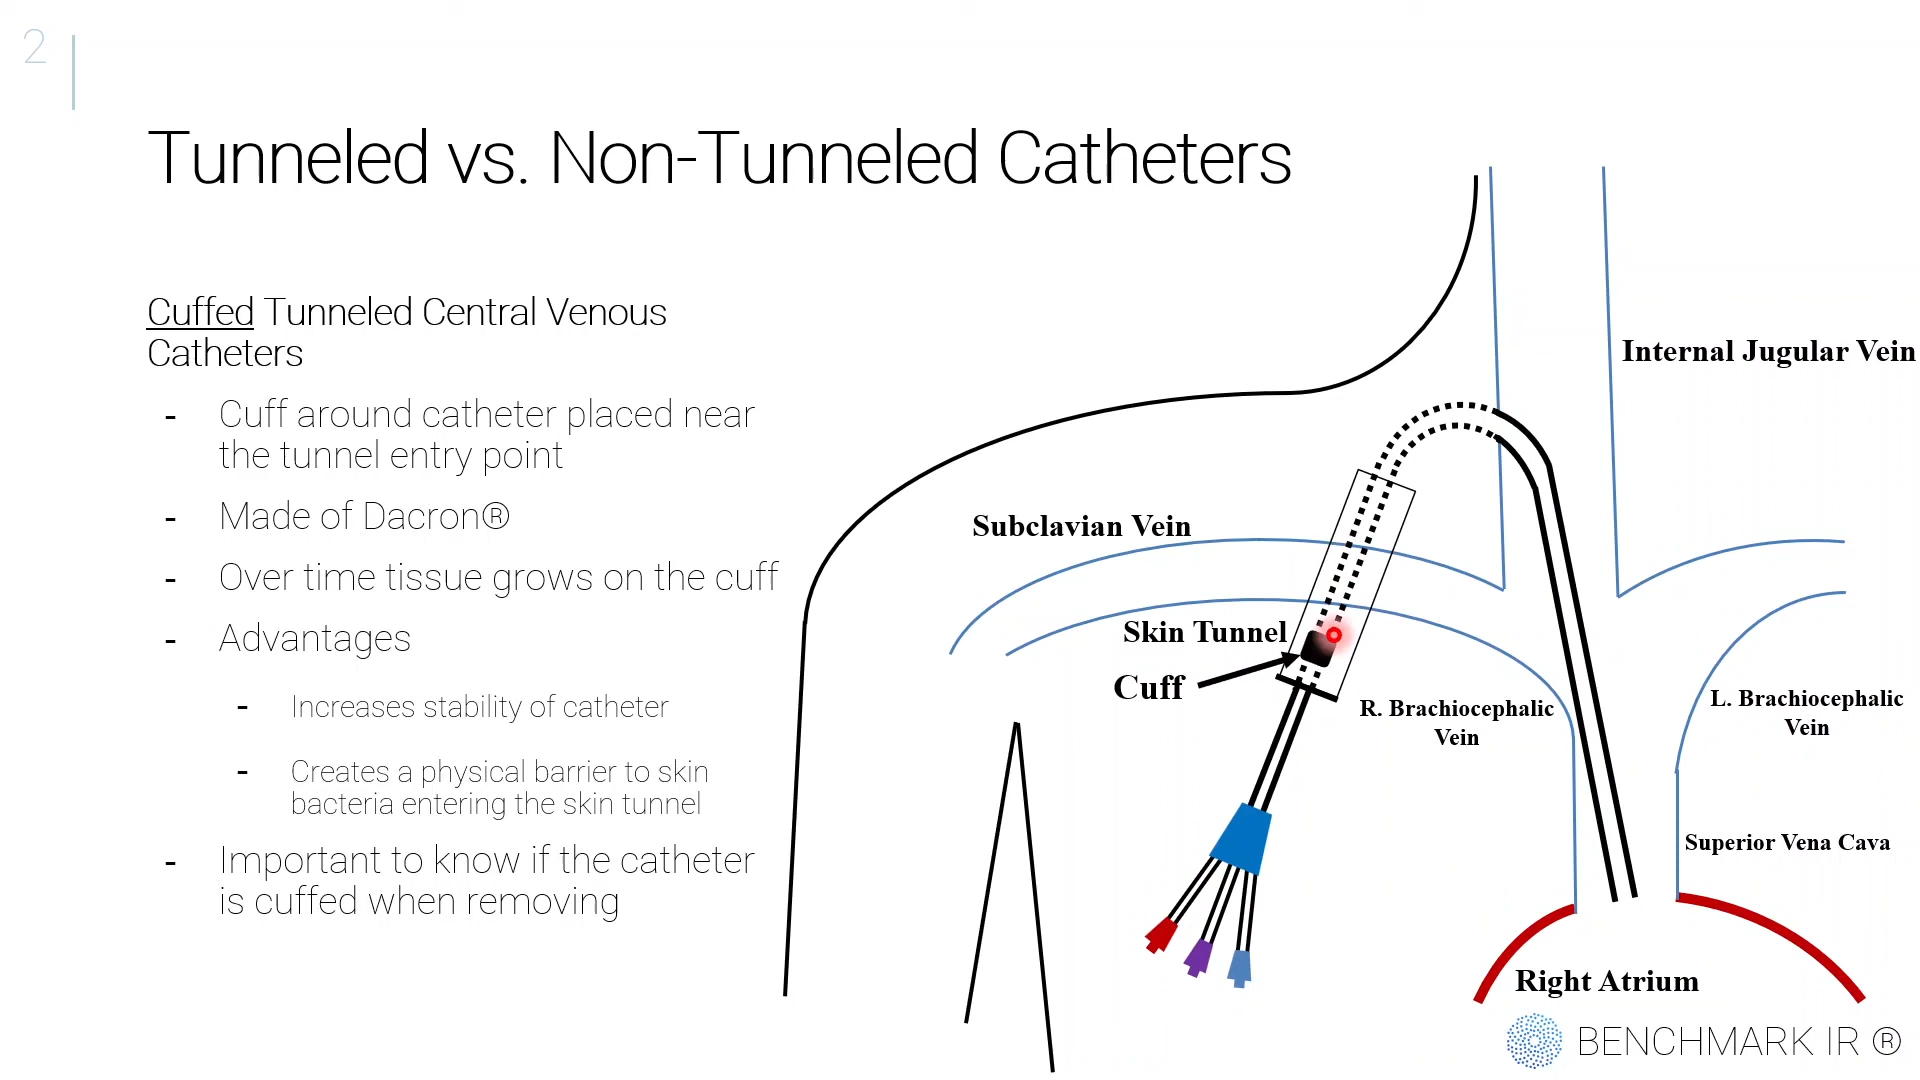 2
Tunneled vs. Non-Tunneled Catheters
Cuffed Tunneled Central Venous
Catheters
- Cuff around catheter placed near
the tunnel entry point
- Made of Dacron®
- Over time tissue grows on the cuff
- Advantages
- Increases stability of catheter
- Creates a physical barrier to skin
bacteria entering the skin tunnel
- Important to know if the catheter
is cuffed when removing
Internal Jugular Vein
Subclavian Vein
Skin Tunnel
Cuff
R. Brachiocephalic
Vein
L. Brachiocephalic
Vein
Superior Vena Cava
Right Atrium
BENCHMARK IR ®